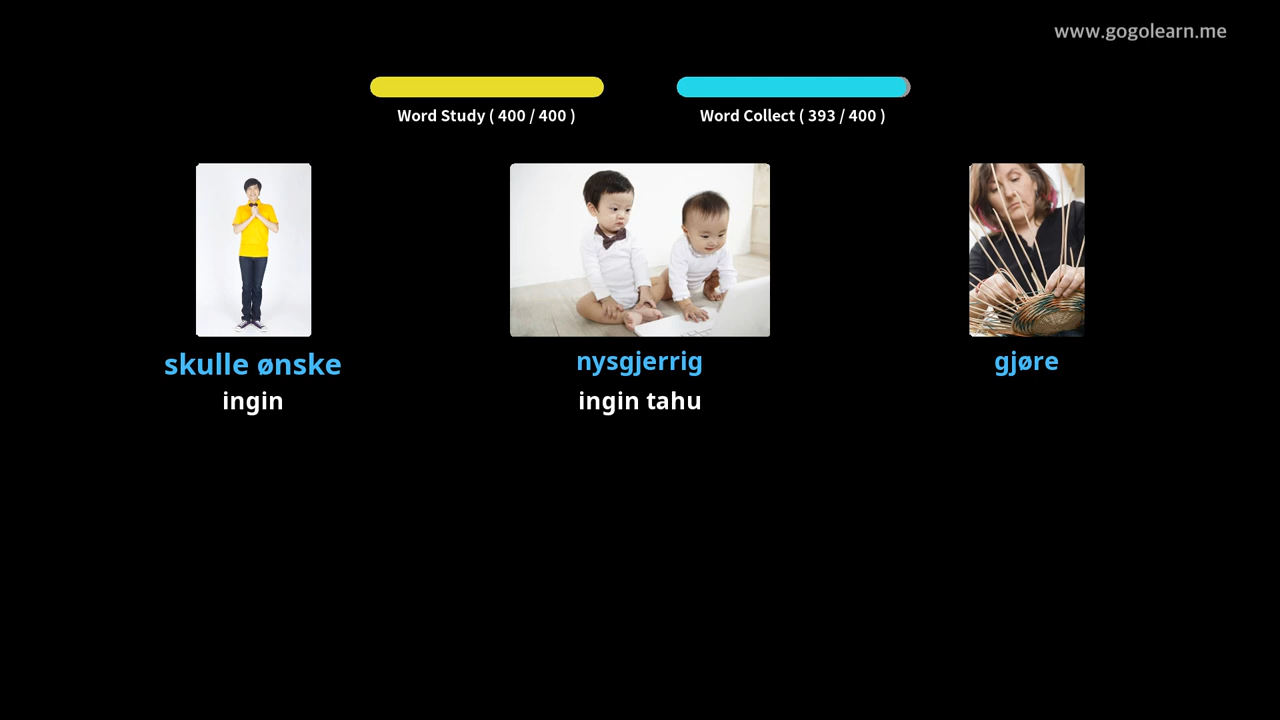 www.gogolearn.me
Word Study ( 400 / 400 )
Word Collect ( 393 / 400 )
skulle ønske
nysgjerrig
gjøre
ingin
ingin tahu